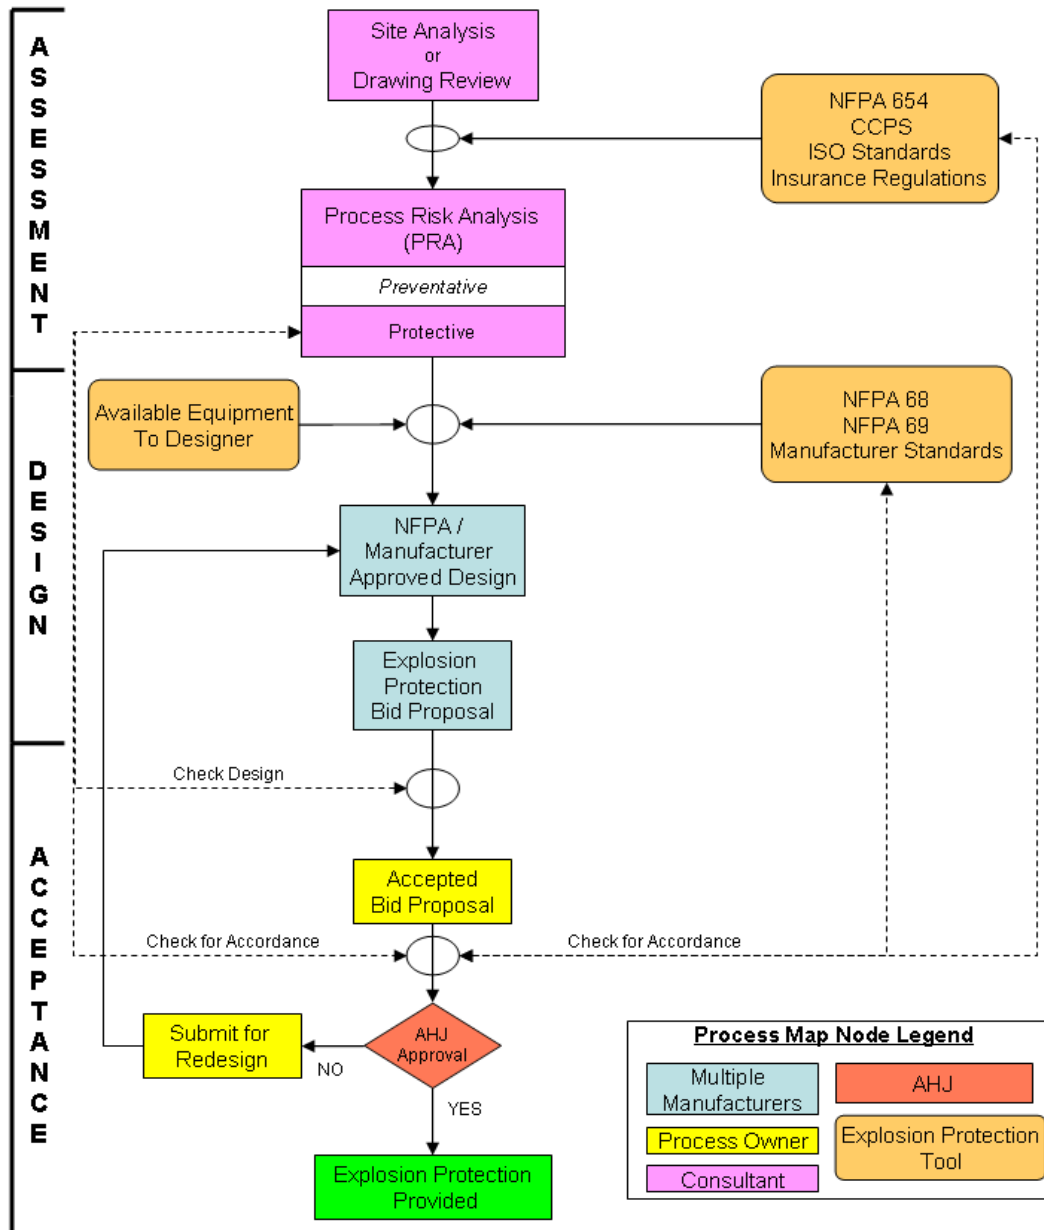 ASSESSMENT
Site Analysis
or
Drawing Review
NFPA 654
CCPS
ISO Standards
Insurance Regulations
Process Risk Analysis
(PRA)
Preventative
Protective
DESIGN
Available Equipment
To Designer
NFPA 68
NFPA 69
Manufacturer Standards
NFPA /
Manufacturer
Approved Design
Explosion
Protection
Bid Proposal
ACCEPTANCE
Check Design
Accepted
Bid Proposal
Check for Accordance
Check for Accordance
Submit for
Redesign
NO
AHJ
Approval
YES
Explosion Protection
Provided
Process Map Node Legend
Multiple
Manufacturers
AHJ
Process Owner
Explosion Protection
Tool
Consultant